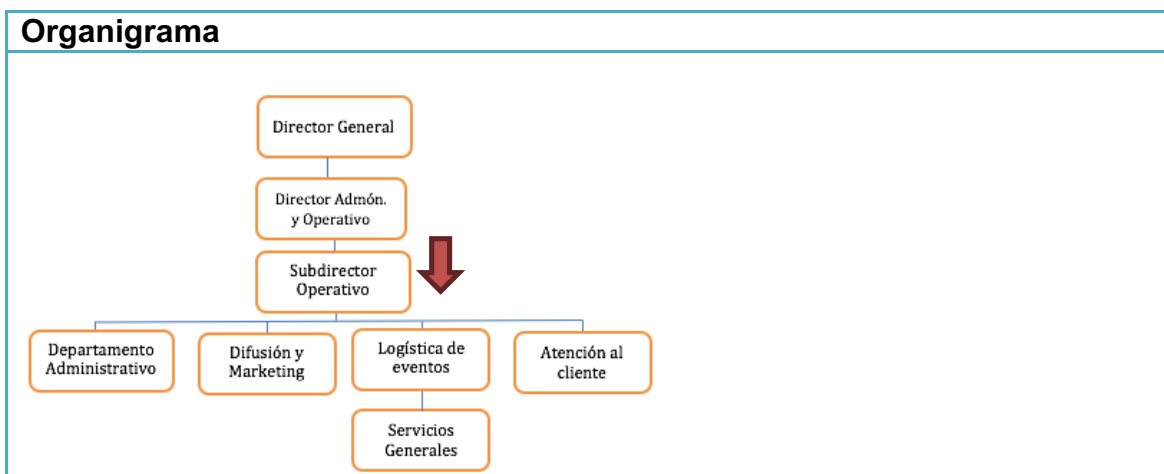 Organigrama
Director General
Director Admón.
y Operativo
Subdirector
Operativo
Departamento
Administrativo
Difusión y
Marketing
Logística de
eventos
Atención al
cliente
Servicios
Generales